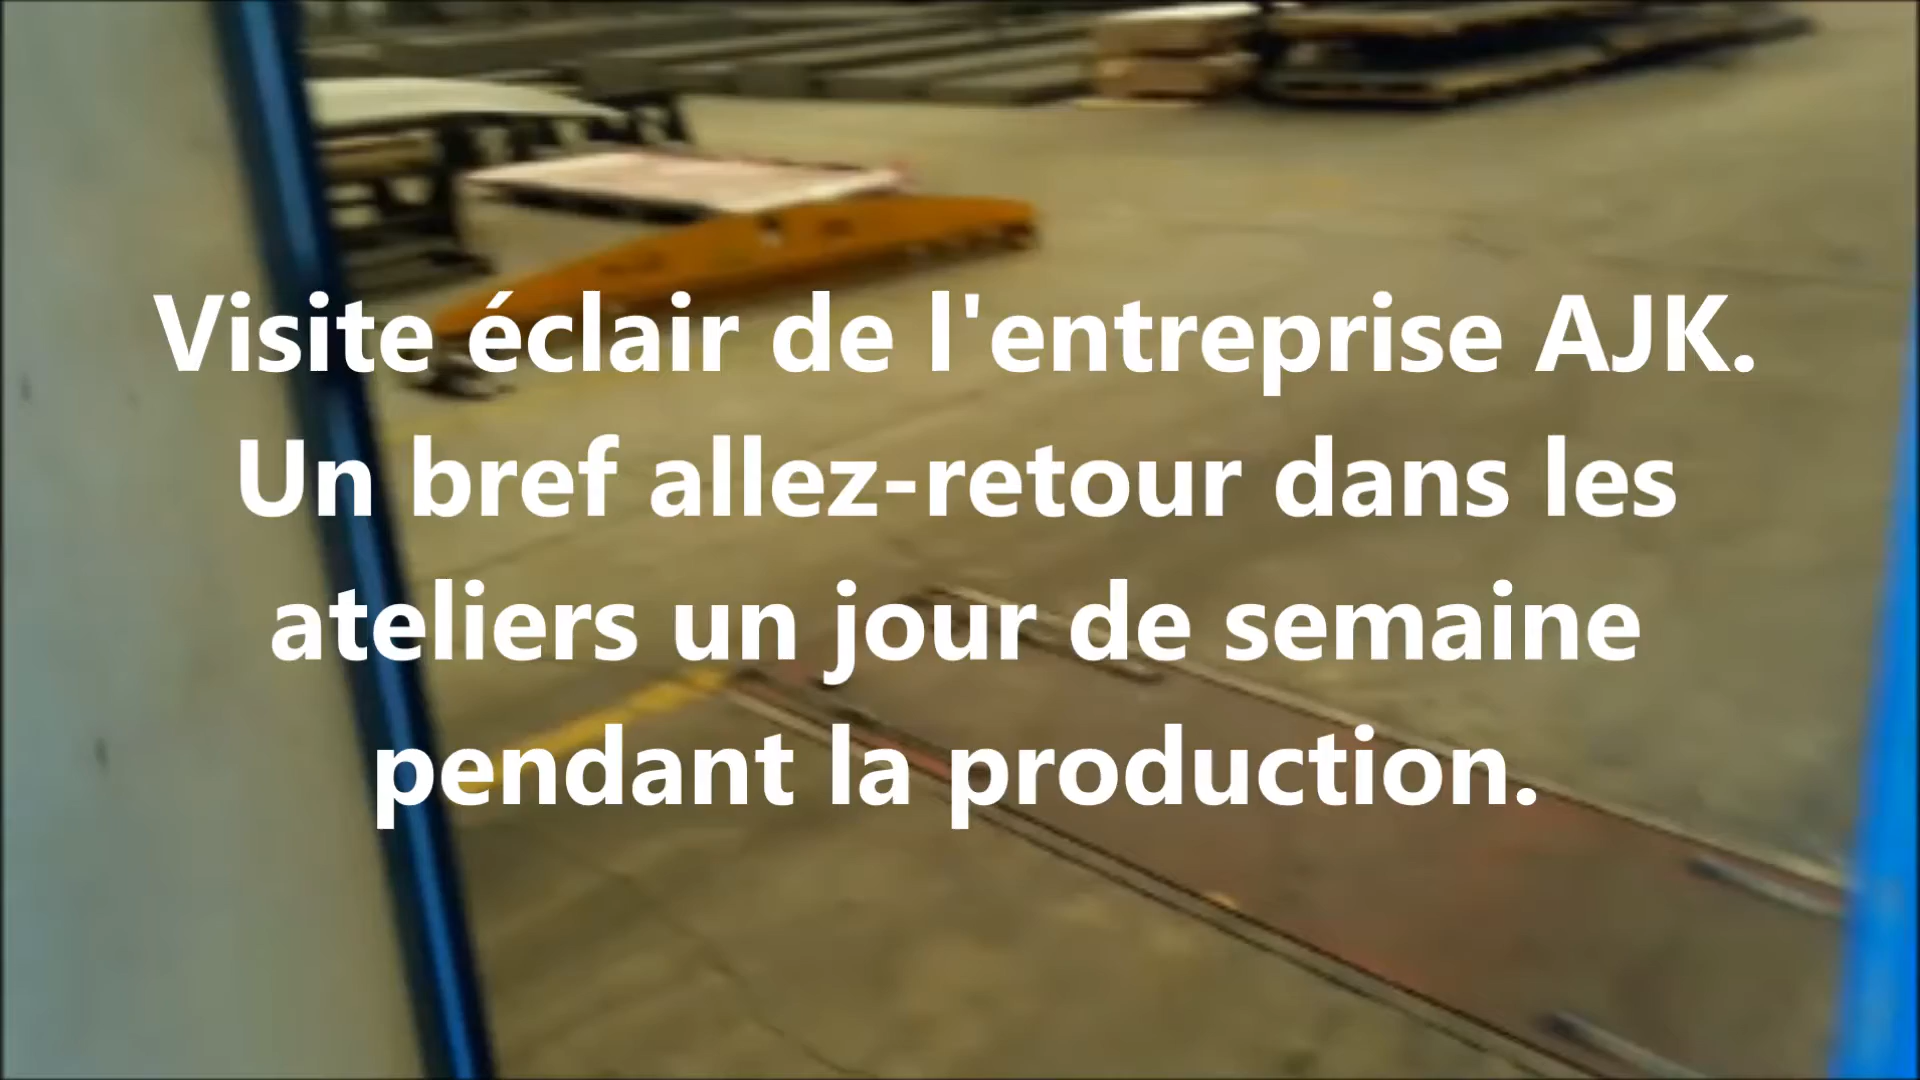 Visite éclair de l'entreprise AJK.
Un bref allez-retour dans les
ateliers un jour de semaine
pendant la production.